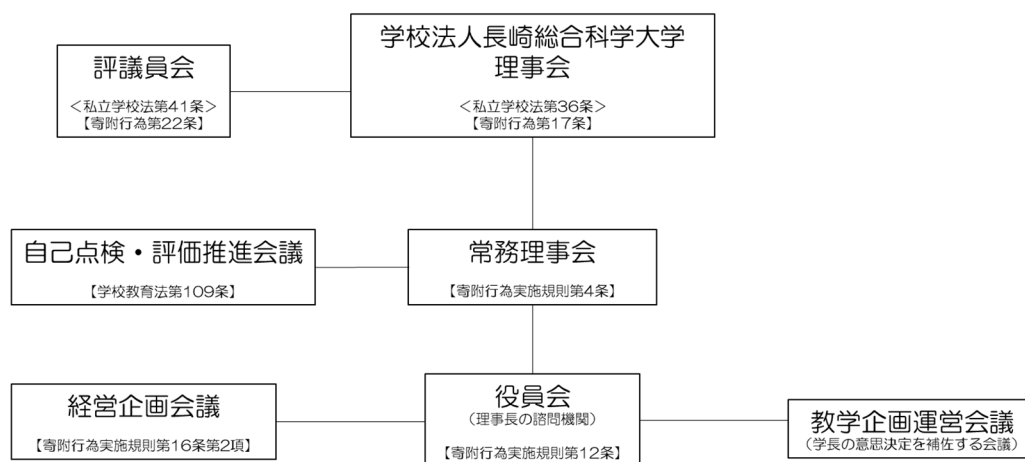 学校法人長崎総合科学大学
理事会
<私立学校法第36条>
【寄附行為第17条】
評議員会
<私立学校法第41条>
【寄附行為第22条】
自己点検・評価推進会議
【学校教育法第109条】
常務理事会
【寄附行為実施規則第4条】
経営企画会議
【寄附行為実施規則第16条第2項】
役員会
(理事長の諮問機関)
【寄附行為実施規則第12条】
教学企画運営会議
(学長の意思決定を補佐する会議)